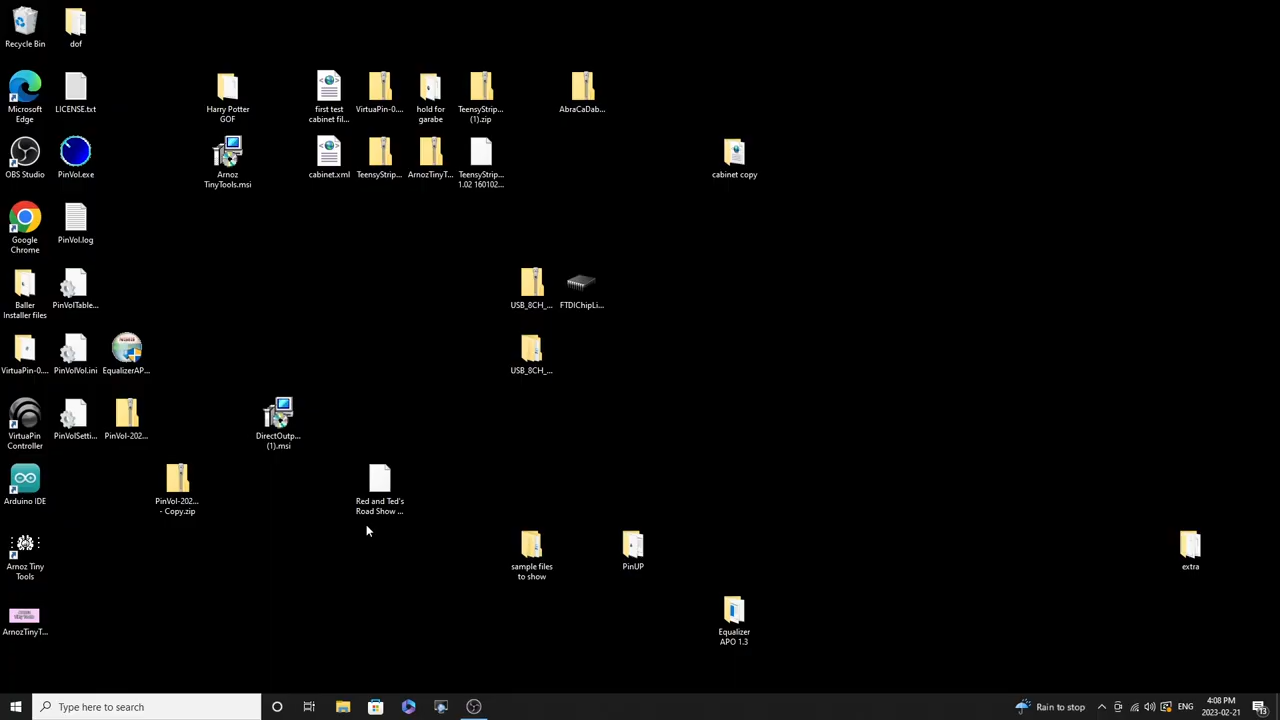 Recycle Bin
dof
Microsoft
Edge
LICENSE.txt
Harry Potter
GOF
first test
cabinet fil...
VirtuaPin-0....
hold for
garabe
TeensyStrip...
(1).zip
AbraCaDab...
OBS Studio
PinVol.exe
Arnoz
TinyTools.msi
cabinet.xml
TeensyStrip...
ArnozTinyT...
TeensyStrip...
1.02 160102...
cabinet copy
Google
Chrome
PinVol.log
Baller
Installer files
PinVolTable...
USB_8CH_...
FTDIChipLi...
VirtuaPin-0....
PinVolVol.ini
EqualizerAP...
USB_8CH_...
VirtuaPin
Controller
PinVolSetti...
PinVol-202...
DirectOutp...
(1).msi
Arduino IDE
PinVol-202...
- Copy.zip
Red and Ted's
Road Show ...
Arnoz Tiny
Tools
sample files
to show
PinUP
extra
ArnozTinyT...
Equalizer
APO 1.3
Type here to search
Rain to stop
ENG
4:08 PM
2023-02-21
13